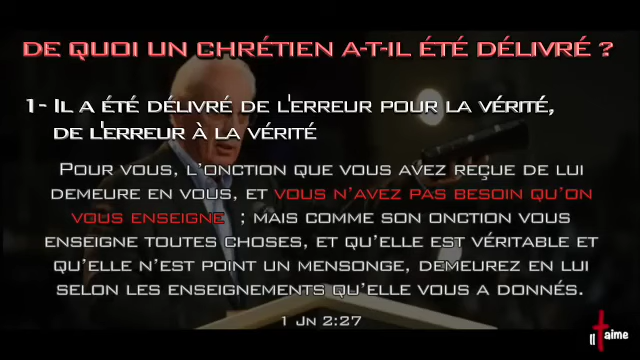 DE QUOI UN CHRÉTIEN A-T-IL ÉTÉ DÉLIVRÉ ?
1- IL A ÉTÉ DÉLIVRÉ DE L'ERREUR POUR LA VÉRITÉ,
DE L'ERREUR À LA VÉRITÉ
POUR VOUS, L'ONCTION QUE VOUS AVEZ REÇUE DE LUI
DEMEURE EN VOUS, ET VOUS N'AVEZ PAS BESOIN QU'ON
VOUS ENSEIGNE ; MAIS COMME SON ONCTION VOUS
ENSEIGNE TOUTES CHOSES, ET QU'ELLE EST VÉRITABLE ET
QU'ELLE N'EST POINT UN MENSONGE, DEMEUREZ EN LUI
SELON LES ENSEIGNEMENTS QU'ELLE VOUS A DONNÉS.
1 JN 2:27
Il t'aime